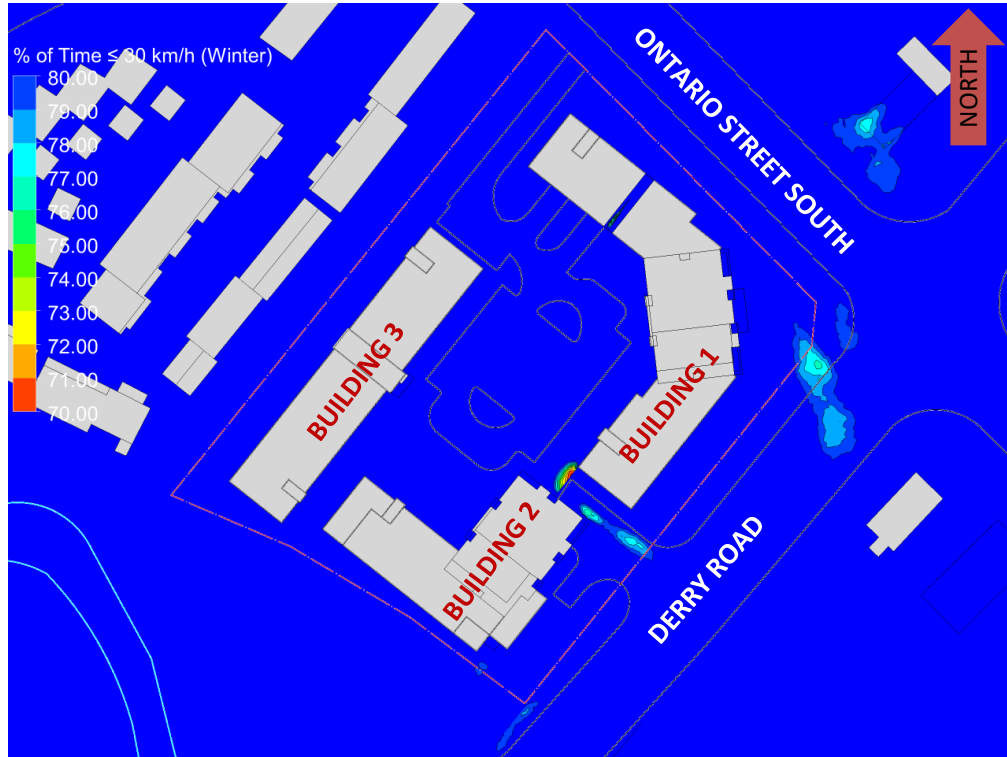 % of Time ≤ 30 km/h (Winter)
80.00
79.00
78.00
77.00
76.00
75.00
74.00
73.00
72.00
71.00
70.00
ONTARIO STREET SOUTH
NORTH
BUILDING 3
BUILDING 1
BUILDING 2
DERRY ROAD